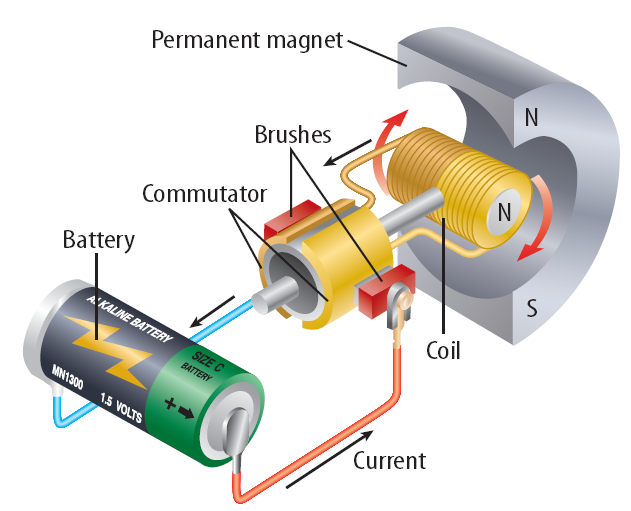 Permanent magnet
N
Brushes
Commutator
N
Battery
S
Coil
ALKALINE BATTERY
SIZE C
BATTERY
MN1300
1.5 VOLTS
+
Current